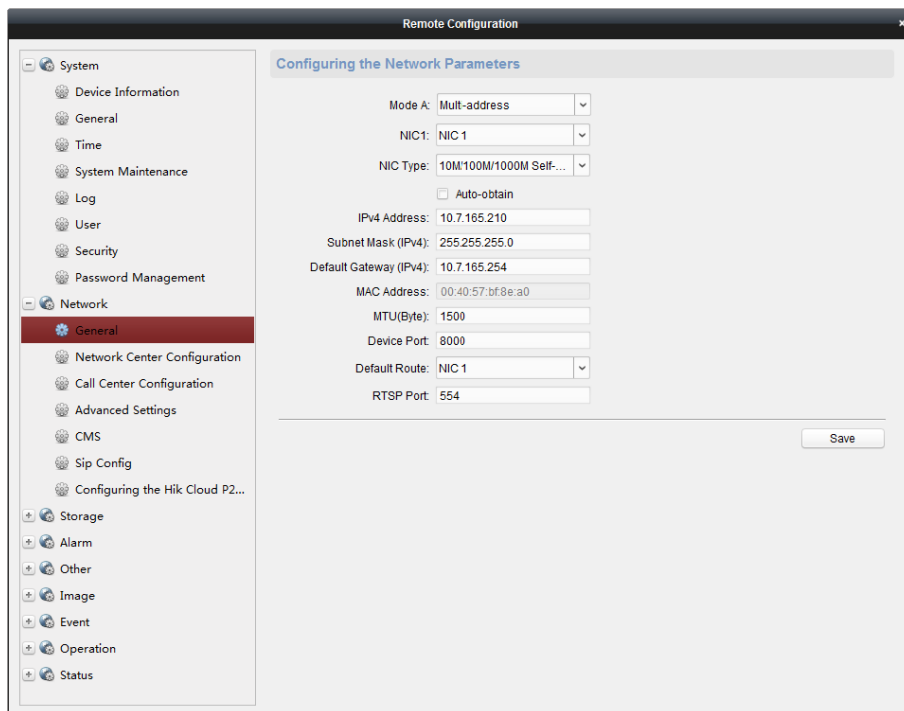 Remote Configuration
×
System
Device Information
General
Time
System Maintenance
Log
User
Security
Password Management
Network
General
Network Center Configuration
Call Center Configuration
Advanced Settings
CMS
Sip Config
Configuring the Hik Cloud P2...
Storage
Alarm
Other
Image
Event
Operation
Status
Configuring the Network Parameters
Mode A: Mult-address
NIC1: NIC 1
NIC Type: 10M/100M/1000M Self-...
Auto-obtain
IPv4 Address: 10.7.165.210
Subnet Mask (IPv4): 255.255.255.0
Default Gateway (IPv4): 10.7.165.254
MAC Address: 00:40:57:bf:8e:a0
MTU(Byte): 1500
Device Port: 8000
Default Route: NIC 1
RTSP Port: 554
Save